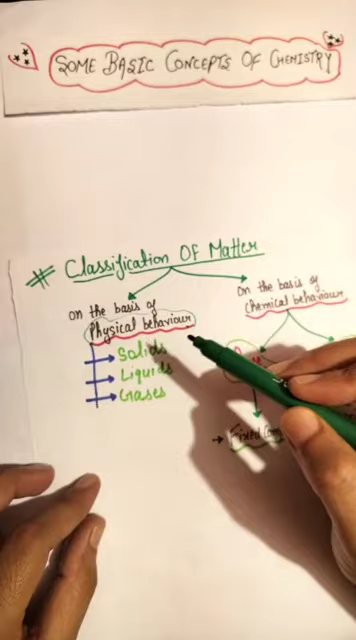 SOME BASIC CONCEPTS OF CHEMISTRY
# Classification OF Matter
on the basis of
Physical behaviour
Solids
Liquids
Gases
on the basis of
Chemical behaviour
Fixed